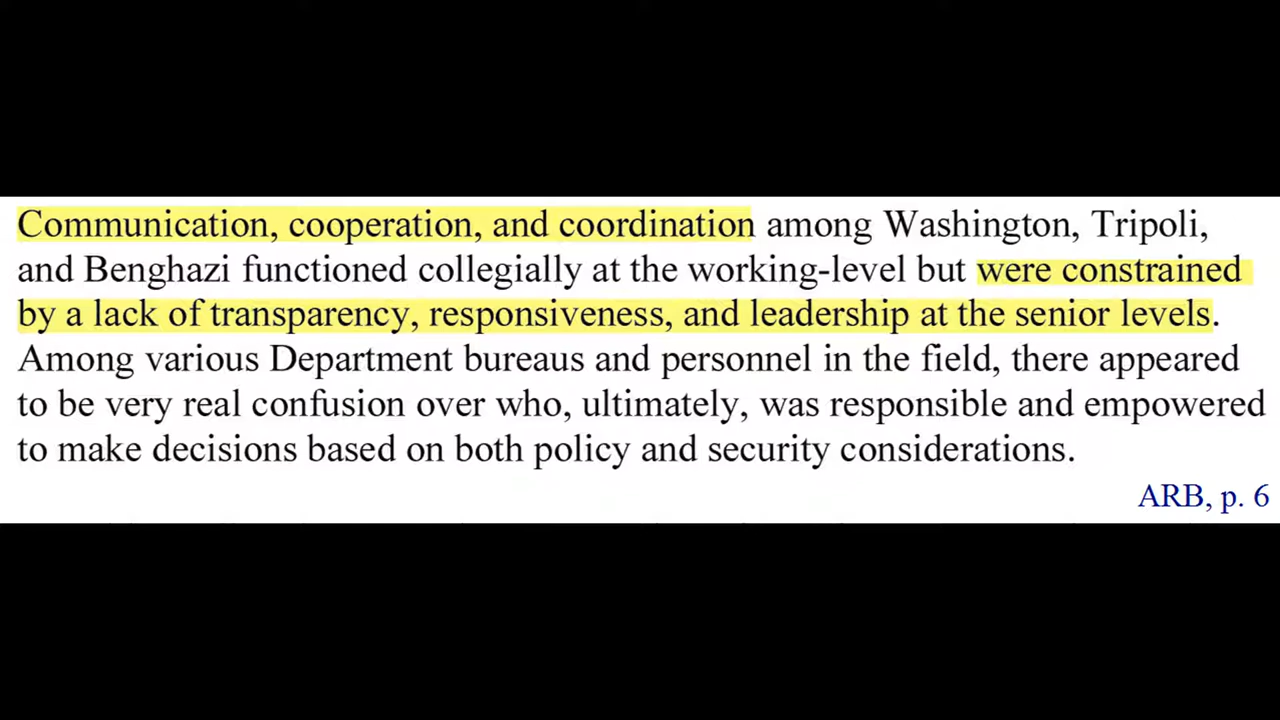 Communication, cooperation, and coordination among Washington, Tripoli,
and Benghazi functioned collegially at the working-level but were constrained
by a lack of transparency, responsiveness, and leadership at the senior levels.
Among various Department bureaus and personnel in the field, there appeared
to be very real confusion over who, ultimately, was responsible and empowered
to make decisions based on both policy and security considerations.
ARB, p. 6